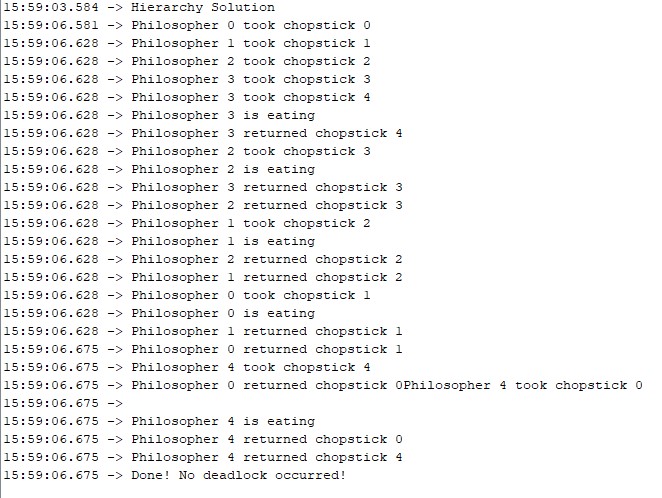 15:59:03.584 -> Hierarchy Solution
15:59:06.581 -> Philosopher 0 took chopstick 0
15:59:06.628 -> Philosopher 1 took chopstick 1
15:59:06.628 -> Philosopher 2 took chopstick 2
15:59:06.628 -> Philosopher 3 took chopstick 3
15:59:06.628 -> Philosopher 3 took chopstick 4
15:59:06.628 -> Philosopher 3 is eating
15:59:06.628 -> Philosopher 3 returned chopstick 4
15:59:06.628 -> Philosopher 2 took chopstick 3
15:59:06.628 -> Philosopher 2 is eating
15:59:06.628 -> Philosopher 3 returned chopstick 3
15:59:06.628 -> Philosopher 2 returned chopstick 3
15:59:06.628 -> Philosopher 1 took chopstick 2
15:59:06.628 -> Philosopher 1 is eating
15:59:06.628 -> Philosopher 2 returned chopstick 2
15:59:06.628 -> Philosopher 1 returned chopstick 2
15:59:06.628 -> Philosopher 0 took chopstick 1
15:59:06.628 -> Philosopher 0 is eating
15:59:06.628 -> Philosopher 1 returned chopstick 1
15:59:06.675 -> Philosopher 0 returned chopstick 1
15:59:06.675 -> Philosopher 4 took chopstick 4
15:59:06.675 -> Philosopher 0 returned chopstick 0Philosopher 4 took chopstick 0
15:59:06.675 ->
15:59:06.675 -> Philosopher 4 is eating
15:59:06.675 -> Philosopher 4 returned chopstick 0
15:59:06.675 -> Philosopher 4 returned chopstick 4
15:59:06.675 -> Done! No deadlock occurred!